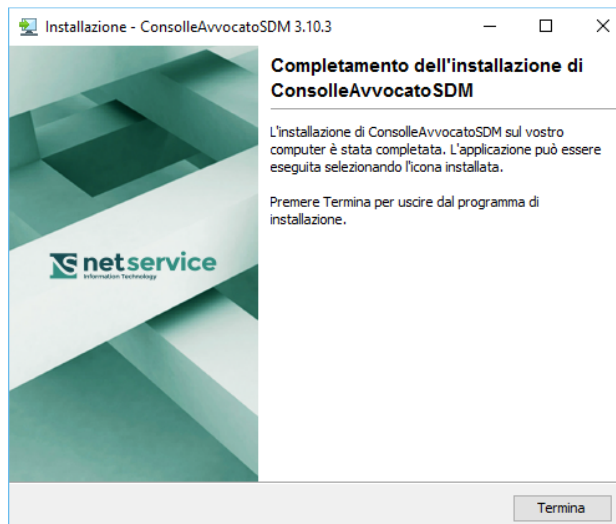 Installazione - ConsolleAvvocatoSDM 3.10.3
Completamento dell'installazione di
ConsolleAvvocatoSDM
L'installazione di ConsolleAvvocatoSDM sul vostro
computer è stata completata. L'applicazione può essere
eseguita selezionando l'icona installata.
Premere Termina per uscire dal programma di
installazione.
netservice
Information Technology
Termina